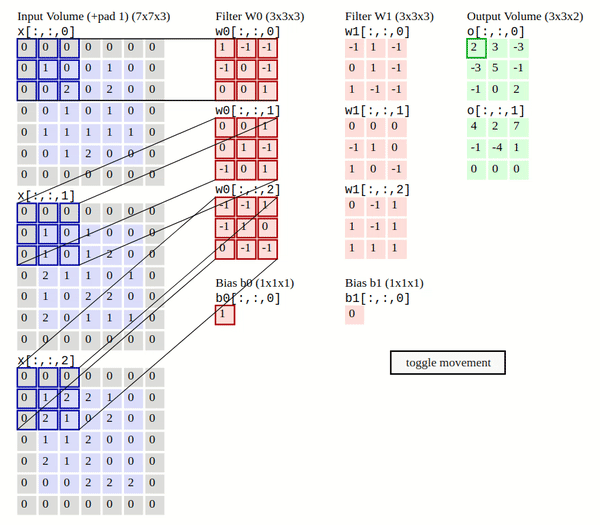 Input Volume (+pad 1) (7x7x3)
x[:,:,0]
0 0 0 0 0 0 0
0 1 0 0 1 0 0
0 0 2 0 2 0 0
0 0 1 0 1 0 0
0 1 1 1 1 1 0
0 0 1 2 0 0 0
0 0 0 0 0 0 0
x[:,:,1]
0 0 0 0 0 0 0
0 1 0 1 0 0 0
0 1 0 1 2 0 0
0 2 1 1 0 1 0
0 1 0 2 2 0 0
0 2 0 1 1 1 0
0 0 0 0 0 0 0
x[:,:,2]
0 0 0 0 0 0 0
0 1 2 2 1 0 0
0 2 1 0 2 0 0
0 1 1 2 0 0 0
0 2 1 2 0 0 0
0 0 0 2 2 2 0
0 0 0 0 0 0 0
Filter W0 (3x3x3)
w0[:,:,0]
1 -1 -1
-1 0 -1
0 0 1
w0[:,:,1]
0 0 1
0 1 -1
-1 0 1
w0[:,:,2]
-1 -1 1
-1 1 0
0 -1 -1
Bias b0 (1x1x1)
b0[:,:,0]
1
Filter W1 (3x3x3)
w1[:,:,0]
-1 1 -1
0 1 -1
1 -1 -1
w1[:,:,1]
0 0 0
-1 1 0
1 0 -1
w1[:,:,2]
0 -1 1
1 -1 1
1 1 1
Bias b1 (1x1x1)
b1[:,:,0]
0
Output Volume (3x3x2)
o[:,:,0]
2 3 -3
-3 5 -1
-1 0 2
o[:,:,1]
4 2 7
-1 -4 1
0 0 0
toggle movement